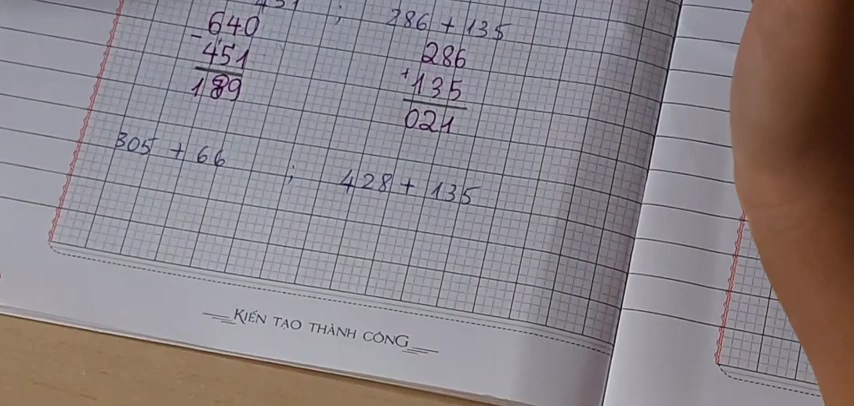 286 + 135
- 640
451
189
286
+ 135
021
305 + 66 ; 428 + 135
KIẾN TẠO THÀNH CÔNG